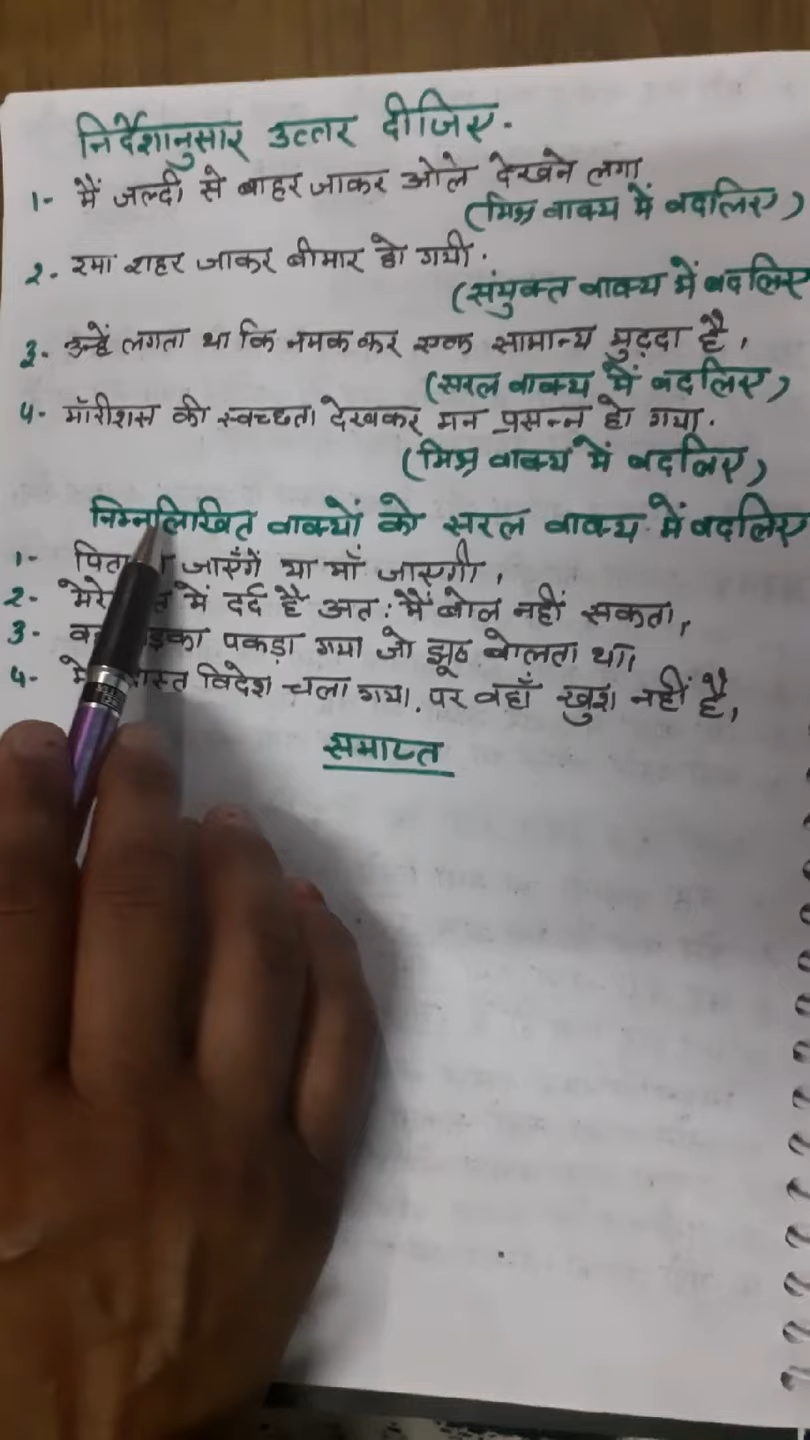 निर्देशानुसार उत्तर दीजिए.
1- मैं जल्दी से बाहर जाकर ओले देखने लगा
(मिश्र वाक्य में बदलिए)
2. रमा शहर जाकर बीमार हो गयी.
(संयुक्त वाक्य में बदलिए
3- उन्हें लगता था कि नमक कर एक सामान्य मुद्दा है,
(सरल वाक्य में बदलिए)
4- मॉरीशस की स्वच्छता देखकर मन प्रसन्न हो गया.
(मिश्र वाक्य में बदलिए)
निम्नलिखित वाक्यों को सरल वाक्य में बदलिए
1- जाएँगें या माँ जाएगी,
2- में दर्द है अत: मैं बोल नहीं सकता,
3- पकड़ा गया जो झूठ बोलता था,
4- विदेश चला गया, पर वहाँ खुश नहीं है,
समाप्त